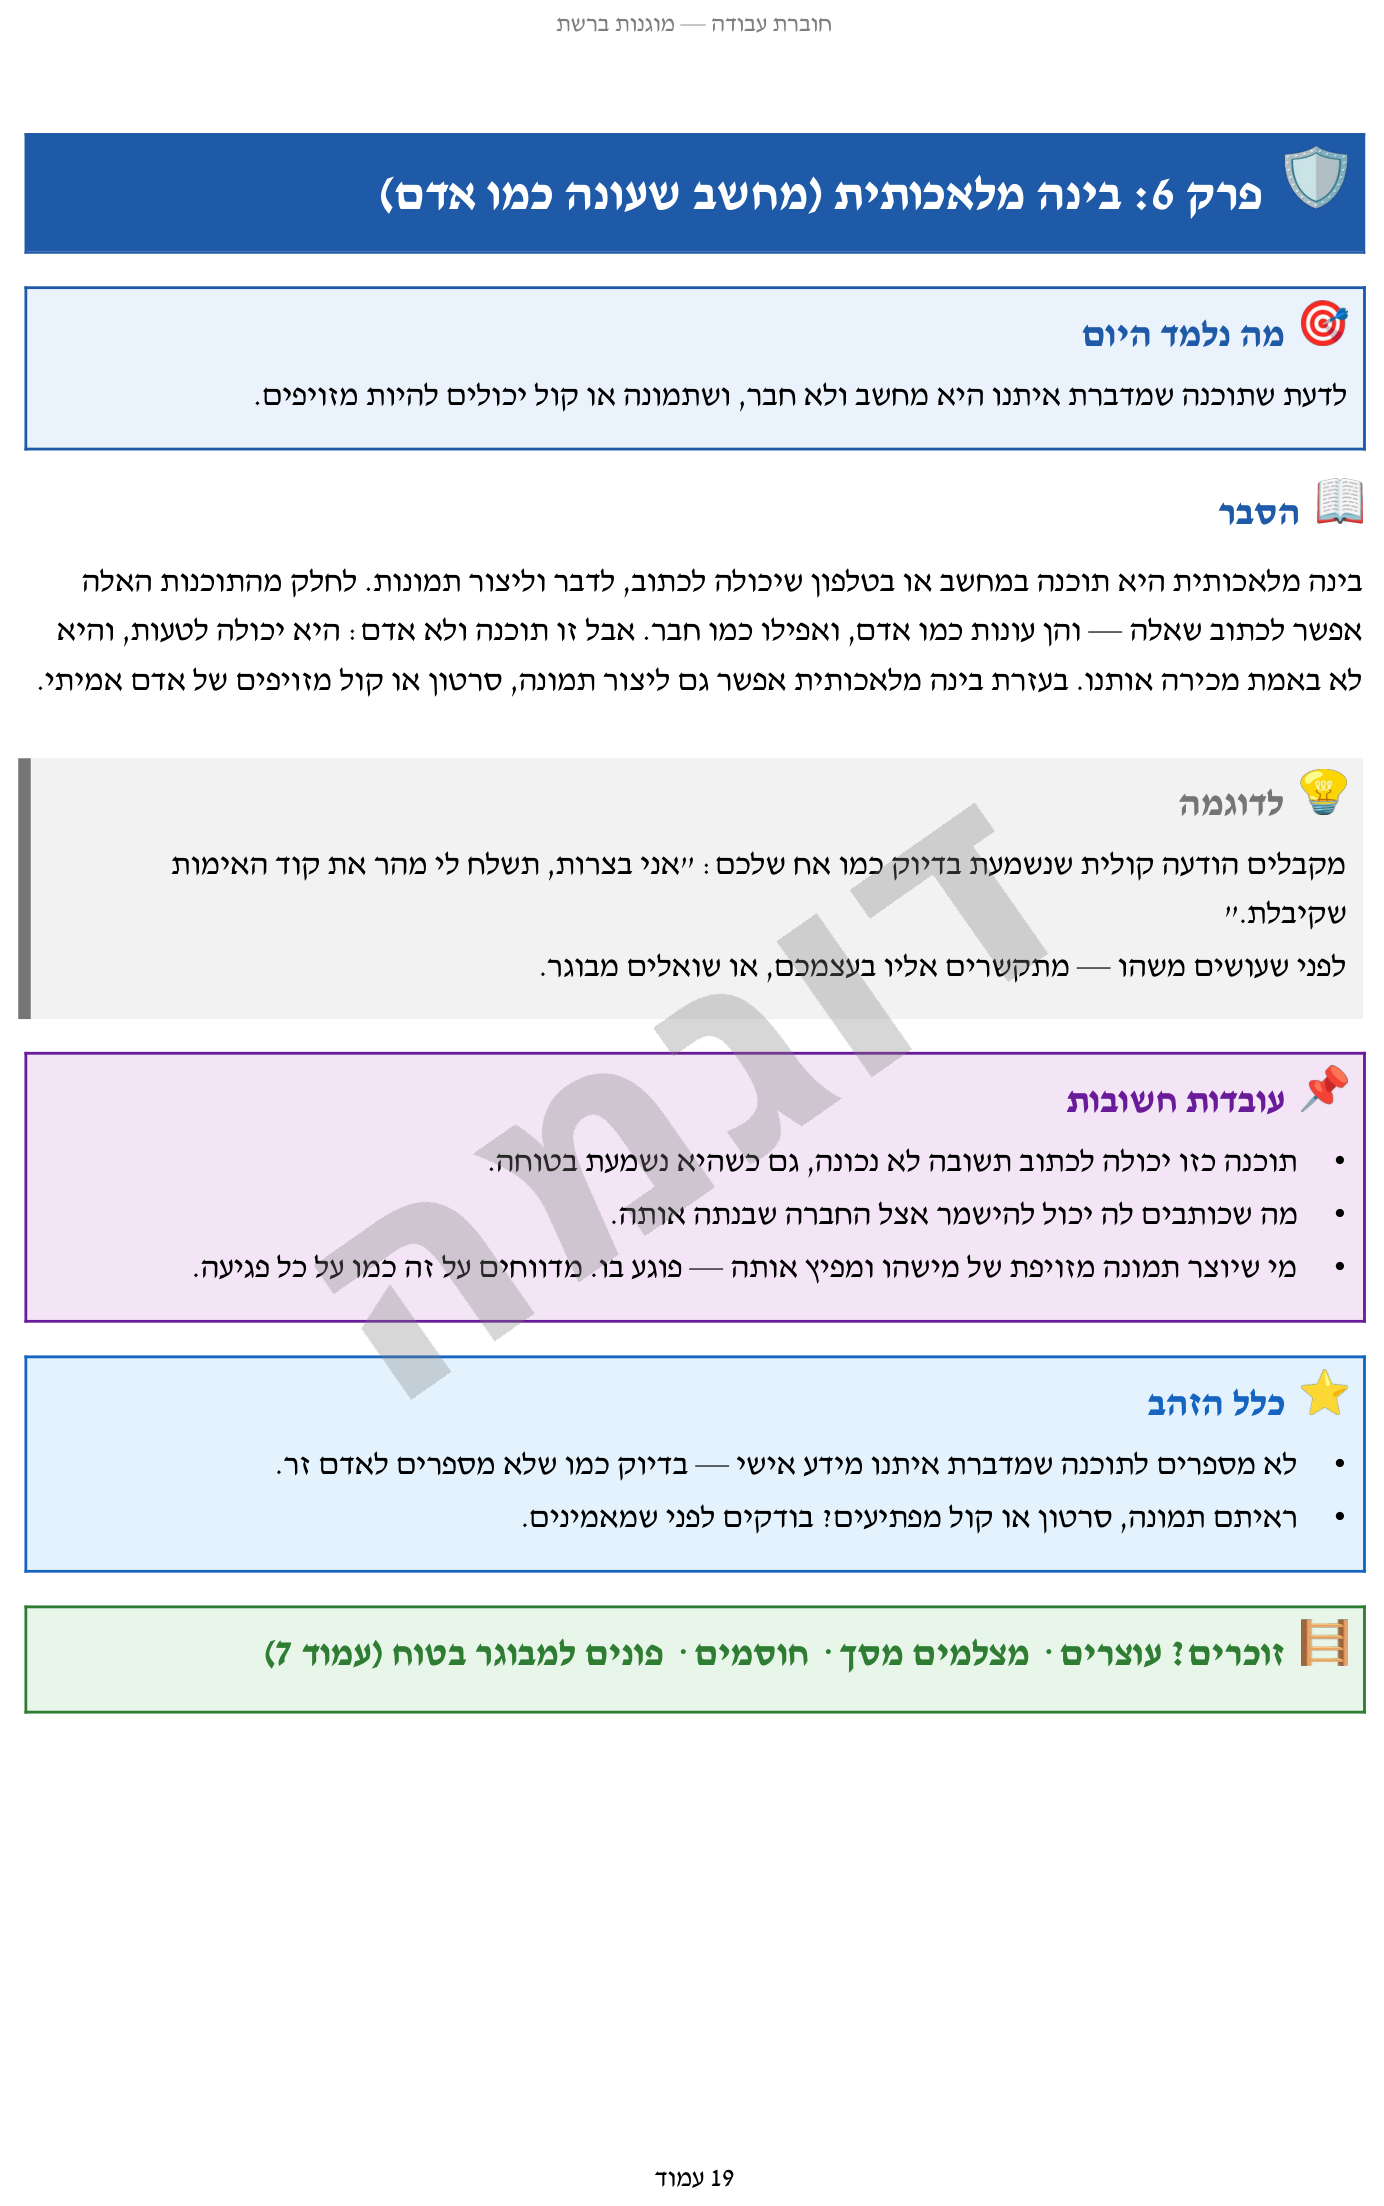 חוברת עבודה — מוגנות ברשת
פרק 6: בינה מלאכותית (מחשב שעונה כמו אדם)
מה נלמד היום
לדעת שתוכנה שמדברת איתנו היא מחשב ולא חבר, ושתמונה או קול יכולים להיות מזויפים.
הסבר
בינה מלאכותית היא תוכנה במחשב או בטלפון שיכולה לכתוב, לדבר וליצור תמונות. לחלק מהתוכנות האלה
אפשר לכתוב שאלה — והן עונות כמו אדם, ואפילו כמו חבר. אבל זו תוכנה ולא אדם: היא יכולה לטעות, והיא
לא באמת מכירה אותנו. בעזרת בינה מלאכותית אפשר גם ליצור תמונה, סרטון או קול מזויפים של אדם אמיתי.
לדוגמה
מקבלים הודעה קולית שנשמעת בדיוק כמו אח שלכם: "אני בצרות, תשלח לי מהר את קוד האימות
שקיבלת."
לפני שעושים משהו — מתקשרים אליו בעצמכם, או שואלים מבוגר.
עובדות חשובות
• תוכנה כזו יכולה לכתוב תשובה לא נכונה, גם כשהיא נשמעת בטוחה.
• מה שכותבים לה יכול להישמר אצל החברה שבנתה אותה.
• מי שיוצר תמונה מזויפת של מישהו ומפיץ אותה — פוגע בו. מדווחים על זה כמו על כל פגיעה.
כלל הזהב
• לא מספרים לתוכנה שמדברת איתנו מידע אישי — בדיוק כמו שלא מספרים לאדם זר.
• ראיתם תמונה, סרטון או קול מפתיעים? בודקים לפני שמאמינים.
זוכרים? עוצרים · מצלמים מסך · חוסמים · פונים למבוגר בטוח (עמוד 7)
דוגמה
19 עמוד